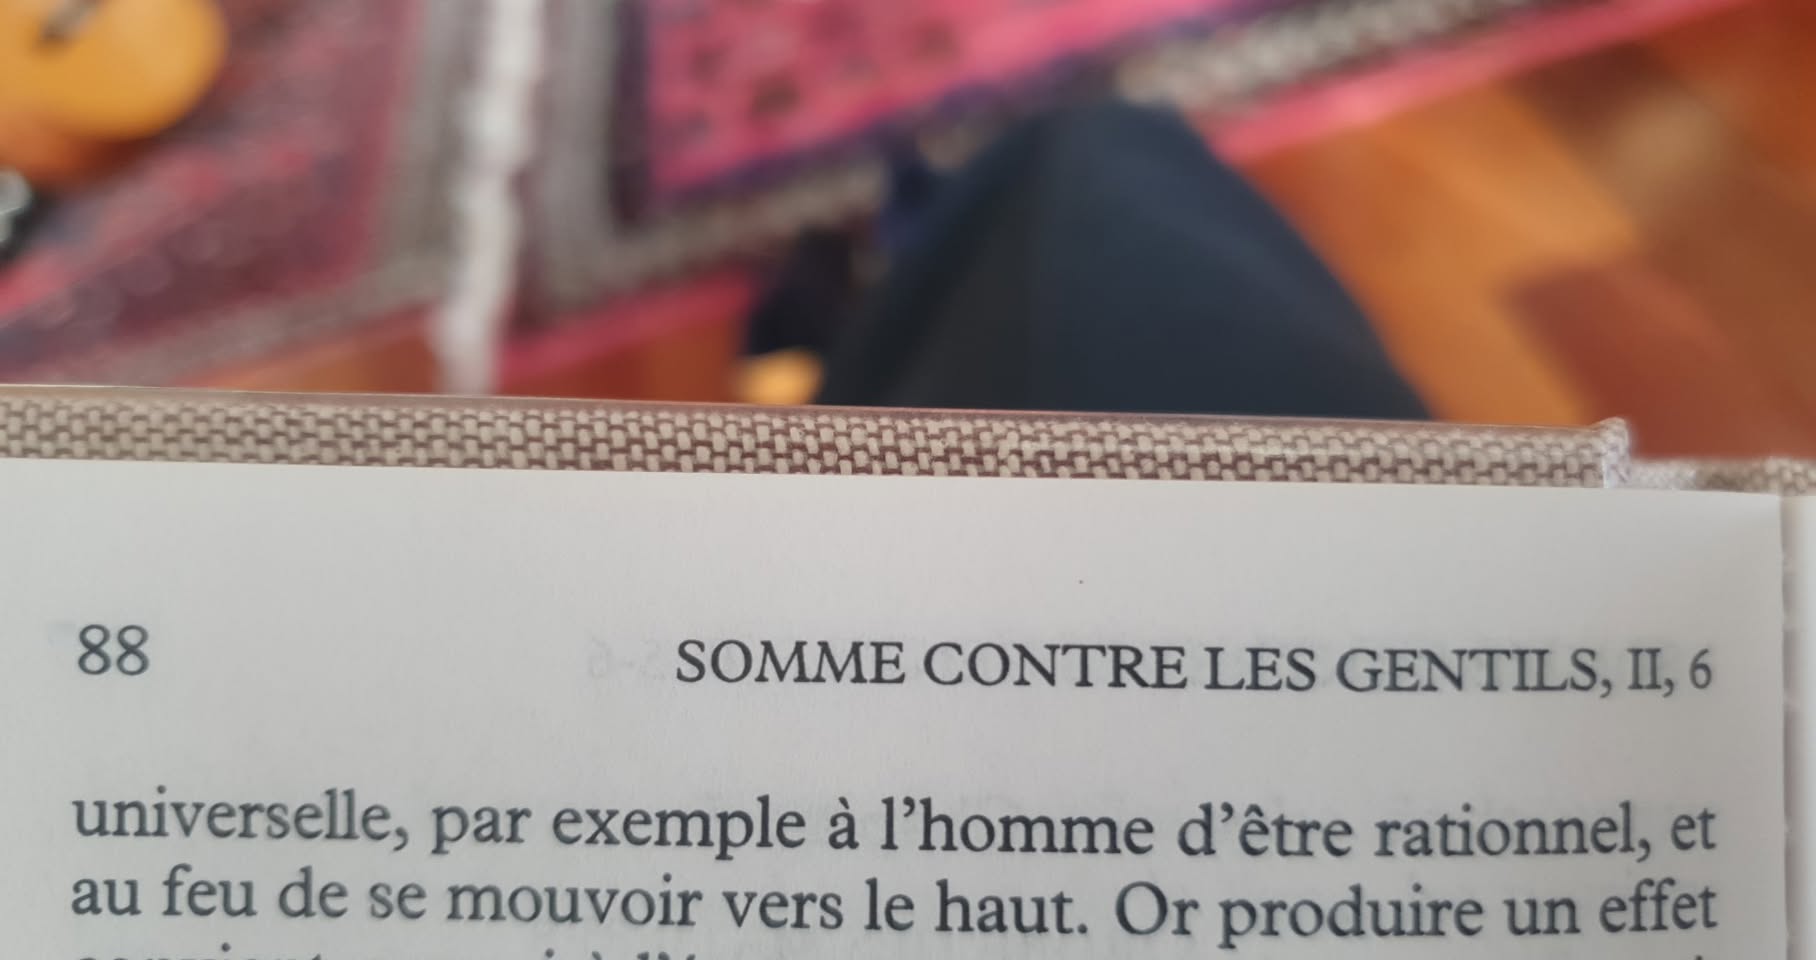 88 SOMME CONTRE LES GENTILS, II, 6
universelle, par exemple à l'homme d'être rationnel, et
au feu de se mouvoir vers le haut. Or produire un effet